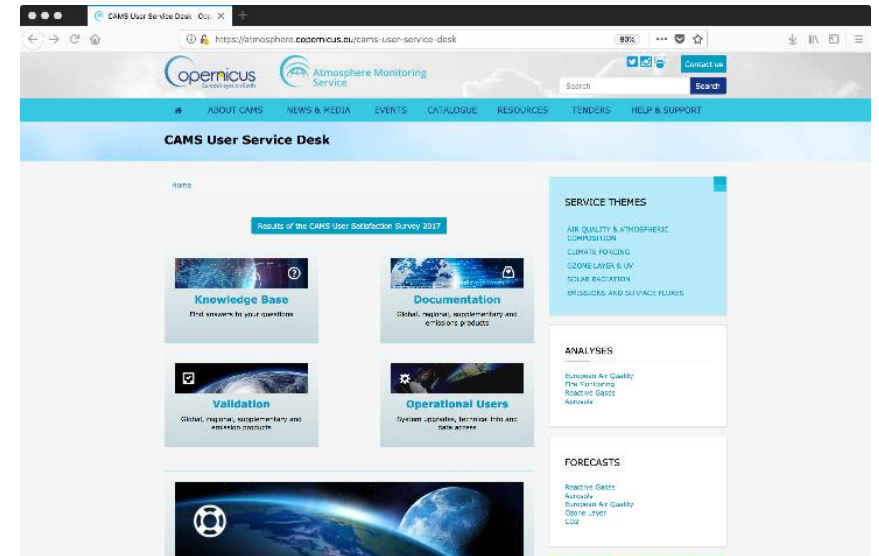 CAMS User Service Desk | Cop
https://atmosphere.copernicus.eu/cams-user-service-desk
80%
Copernicus
Europe's eyes on Earth
Atmosphere Monitoring
Service
Contact us
Search
Search
ABOUT CAMS
NEWS & MEDIA
EVENTS
CATALOGUE
RESOURCES
TENDERS
HELP & SUPPORT
CAMS User Service Desk
Home
Results of the CAMS User Satisfaction Survey 2017
Knowledge Base
Find answers to your questions
Documentation
Global, regional, supplementary and
emissions products
Validation
Global, regional, supplementary and
emission products
Operational Users
System upgrades, technical info and
data access
SERVICE THEMES
AIR QUALITY & ATMOSPHERIC
COMPOSITION
CLIMATE FORCING
OZONE LAYER & UV
SOLAR RADIATION
EMISSIONS AND SURFACE FLUXES
ANALYSES
European Air Quality
Fire Monitoring
Reactive Gases
Aerosols
FORECASTS
Reactive Gases
Aerosols
European Air Quality
Ozone Layer
CO2